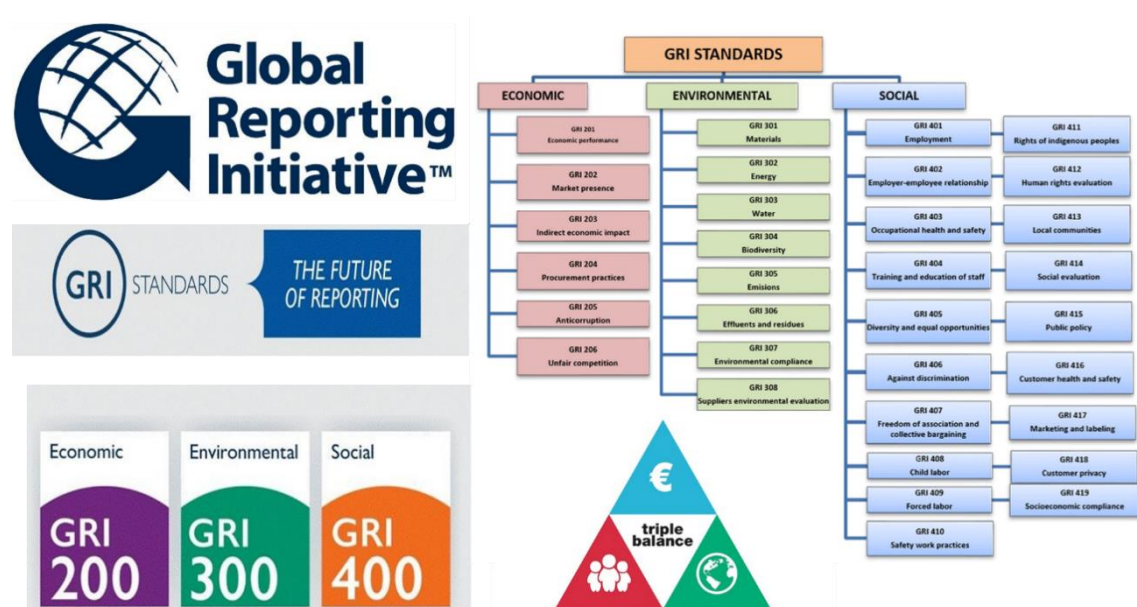 Global
Reporting
Initiative™
GRI STANDARDS
THE FUTURE
OF REPORTING
Economic
GRI
200
Environmental
GRI
300
Social
GRI
400
GRI STANDARDS
ECONOMIC
GRI 201
Economic performance
GRI 202
Market presence
GRI 203
Indirect economic impact
GRI 204
Procurement practices
GRI 205
Anticorruption
GRI 206
Unfair competition
ENVIRONMENTAL
GRI 301
Materials
GRI 302
Energy
GRI 303
Water
GRI 304
Biodiversity
GRI 305
Emisions
GRI 306
Effluents and residues
GRI 307
Environmental compliance
GRI 308
Suppliers environmental evaluation
SOCIAL
GRI 401
Employment
GRI 402
Employer-employee relationship
GRI 403
Occupational health and safety
GRI 404
Training and education of staff
GRI 405
Diversity and equal opportunities
GRI 406
Against discrimination
GRI 407
Freedom of association and
collective bargaining
GRI 408
Child labor
GRI 409
Forced labor
GRI 410
Safety work practices
GRI 411
Rights of indigenous peoples
GRI 412
Human rights evaluation
GRI 413
Local communities
GRI 414
Social evaluation
GRI 415
Public policy
GRI 416
Customer health and safety
GRI 417
Marketing and labeling
GRI 418
Customer privacy
GRI 419
Socioeconomic compliance
€
triple
balance